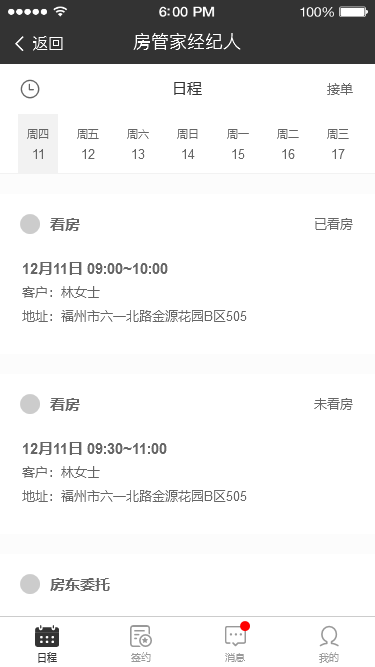 6:00 PM 100%
返回 房管家经纪人
日程 接单
周四 周五 周六 周日 周一 周二 周三
11 12 13 14 15 16 17
看房 已看房
12月11日 09:00~10:00
客户：林女士
地址：福州市六一北路金源花园B区505
看房 未看房
12月11日 09:30~11:00
客户：林女士
地址：福州市六一北路金源花园B区505
房东委托
日程 签约 消息 我的